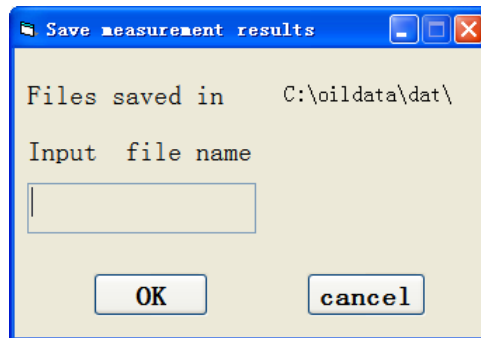 Save measurement results
Files saved in C:\oildata\dat\
Input file name
OK cancel